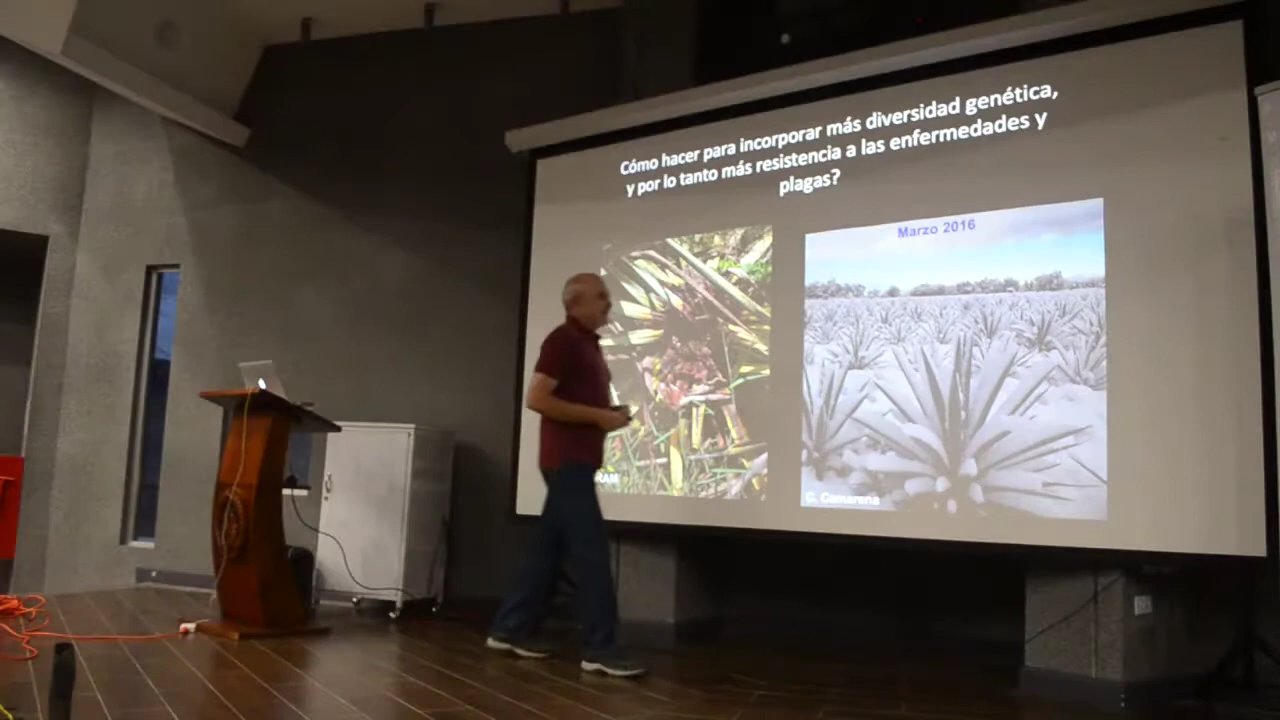 Cómo hacer para incorporar más diversidad genética,
y por lo tanto más resistencia a las enfermedades y
plagas?
Marzo 2016
RAM
C. Camarena